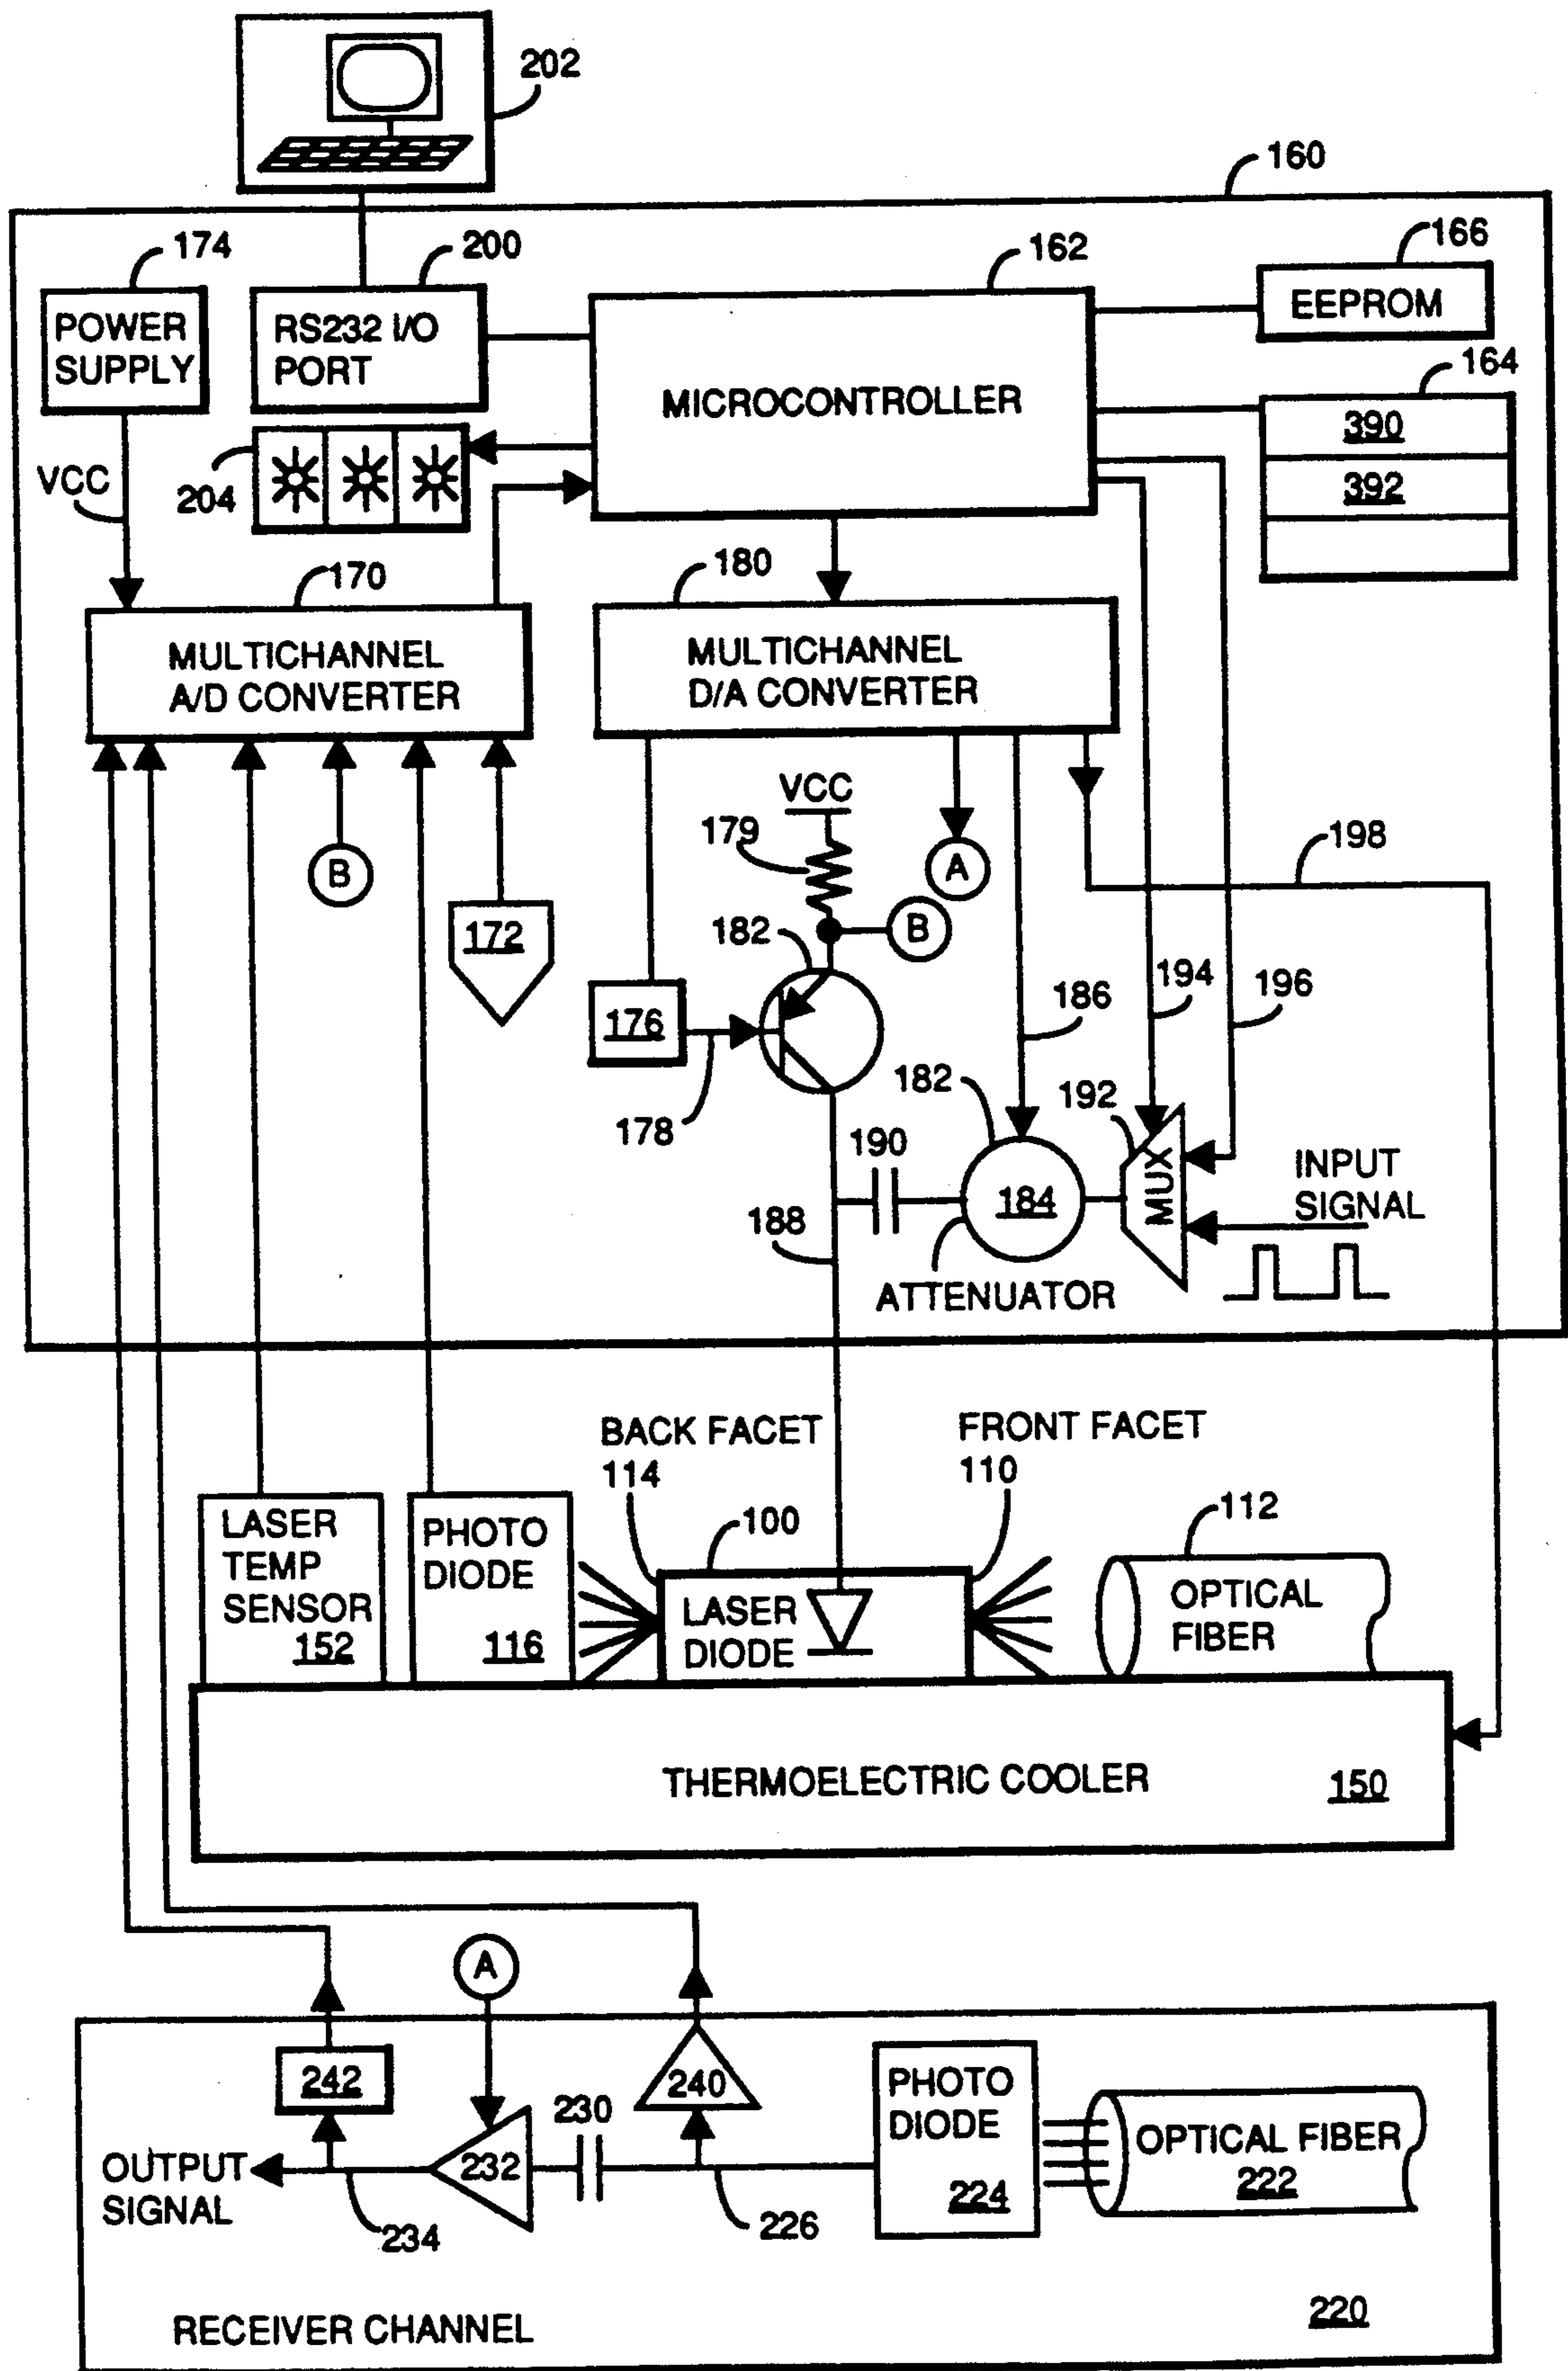 202
160
174
200
162
166
POWER
SUPPLY
RS232 I/O
PORT
MICROCONTROLLER
EEPROM
164
390
392
VCC
204
170
180
MULTICHANNEL
A/D CONVERTER
MULTICHANNEL
D/A CONVERTER
VCC
179
A
198
B
172
182
B
176
186
194
196
178
182
192
190
184
MUX
INPUT
SIGNAL
188
ATTENUATOR
BACK FACET
114
FRONT FACET
110
LASER
TEMP
SENSOR
152
PHOTO
DIODE
116
100
LASER
DIODE
112
OPTICAL
FIBER
THERMOELECTRIC COOLER
150
A
242
240
230
232
PHOTO
DIODE
224
OPTICAL FIBER
222
OUTPUT
SIGNAL
234
226
RECEIVER CHANNEL
220